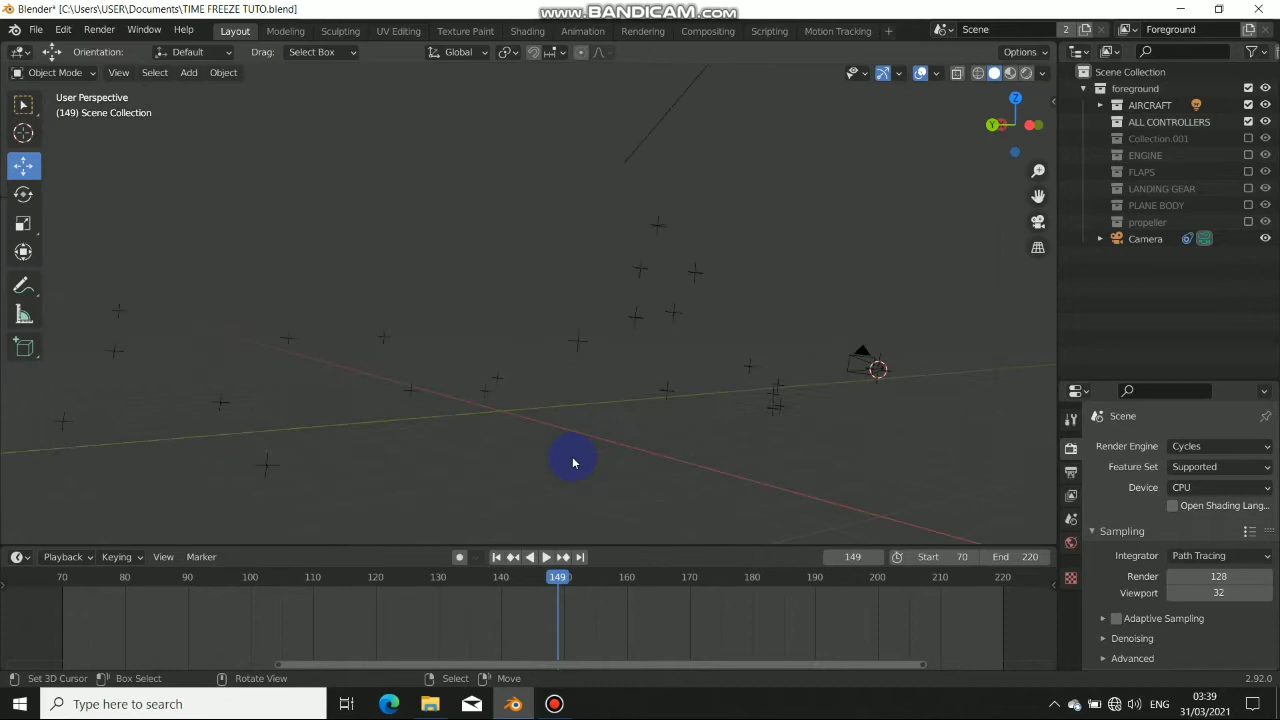 Blender* [C:\Users\USER\Documents\TIME FREEZE TUTO.blend]
www.BANDICAM.com
File Edit Render Window Help Layout Modeling Sculpting UV Editing Texture Paint Shading Animation Rendering Compositing Scripting Motion Tracking + Scene 2 Foreground
Orientation: Default Drag: Select Box Global Options
Object Mode View Select Add Object
User Perspective
(149) Scene Collection
Z
Y
Scene Collection
foreground
AIRCRAFT
ALL CONTROLLERS
Collection.001
ENGINE
FLAPS
LANDING GEAR
PLANE BODY
propeller
Camera
Scene
Render Engine Cycles
Feature Set Supported
Device CPU
Open Shading Lang...
Sampling
Integrator Path Tracing
Render 128
Viewport 32
Adaptive Sampling
Denoising
Advanced
Playback Keying View Marker 149 Start 70 End 220
70 80 90 100 110 120 130 140 149 160 170 180 190 200 210 220
Set 3D Cursor Box Select Rotate View Select Move 2.92.0
Type here to search
ENG
03:39
31/03/2021